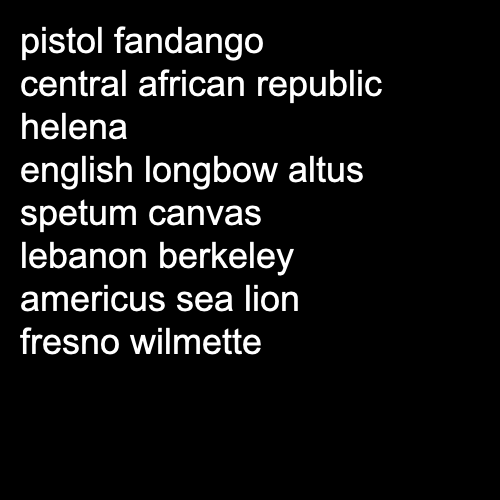 pistol fandango
central african republic
helena
english longbow altus
spetum canvas
lebanon berkeley
americus sea lion
fresno wilmette